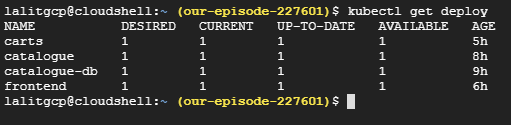 lalitgcp@cloudshell:~ (our-episode-227601)$ kubectl get deploy
NAME DESIRED CURRENT UP-TO-DATE AVAILABLE AGE
carts 1 1 1 1 5h
catalogue 1 1 1 1 8h
catalogue-db 1 1 1 1 9h
frontend 1 1 1 1 6h
lalitgcp@cloudshell:~ (our-episode-227601)$